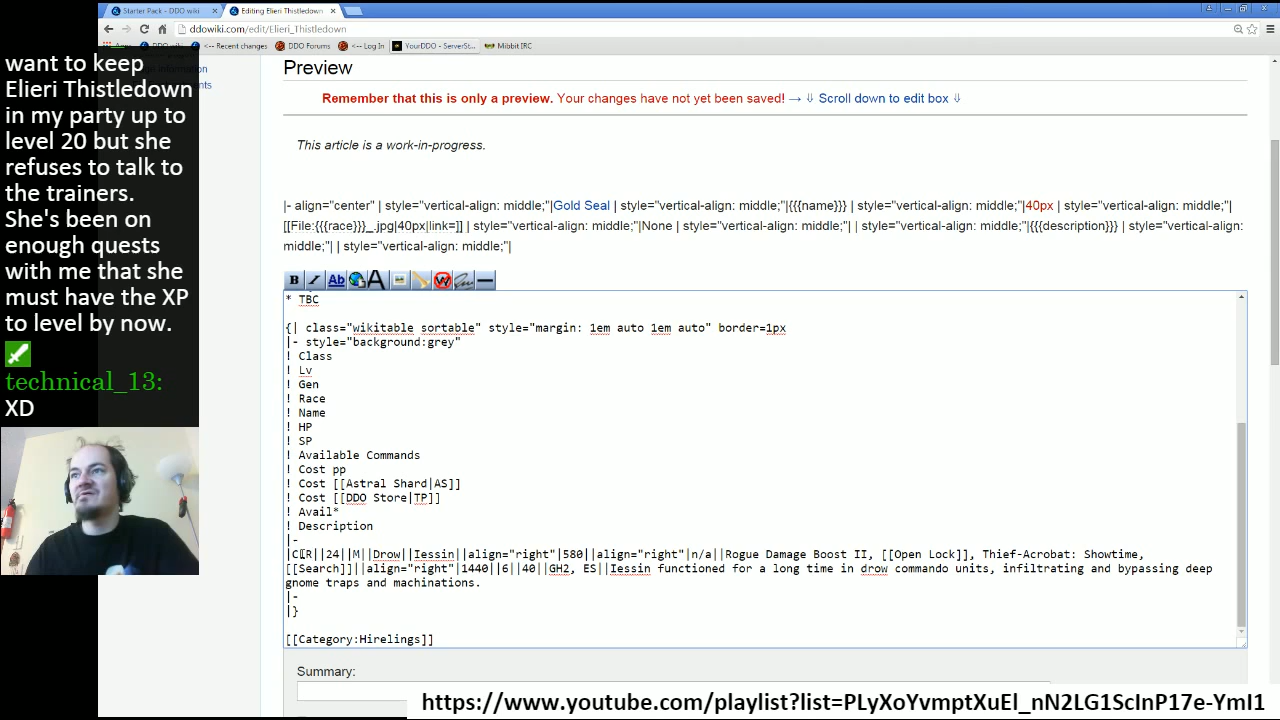 Starter Pack - DDO wiki
Editing Elieri Thistledown
ddowiki.com/edit/Elieri_Thistledown
Apps
DDO wiki
<-- Recent changes
DDO Forums
<-- Log In
YourDDO - ServerSt...
Mibbit IRC
want to keep
Elieri Thistledown
in my party up to
level 20 but she
refuses to talk to
the trainers.
She's been on
enough quests
with me that she
must have the XP
to level by now.
technical_13:
XD
Preview
Remember that this is only a preview. Your changes have not yet been saved! → ⇩ Scroll down to edit box ⇩
This article is a work-in-progress.
|- align="center" | style="vertical-align: middle;"|Gold Seal | style="vertical-align: middle;"|{{{name}}} | style="vertical-align: middle;"|40px | style="vertical-align: middle;"|
[[File:{{{race}}}_.jpg|40px|link=]] | style="vertical-align: middle;"|None | style="vertical-align: middle;"| | style="vertical-align: middle;"|{{{description}}} | style="vertical-align:
middle;"| | style="vertical-align: middle;"|
* TBC
{| class="wikitable sortable" style="margin: 1em auto 1em auto" border=1px
|- style="background:grey"
! Class
! Lv
! Gen
! Race
! Name
! HP
! SP
! Available Commands
! Cost pp
! Cost [[Astral Shard|AS]]
! Cost [[DDO Store|TP]]
! Avail*
! Description
|-
|CLR||24||M||Drow||Iessin||align="right"|580||align="right"|n/a||Rogue Damage Boost II, [[Open Lock]], Thief-Acrobat: Showtime,
[[Search]]||align="right"|1440||6||40||GH2, ES||Iessin functioned for a long time in drow commando units, infiltrating and bypassing deep
gnome traps and machinations.
|-
|}
[[Category:Hirelings]]
Summary:
https://www.youtube.com/playlist?list=PLyXoYvmptXuEl_nN2LG1ScInP17e-YmI1